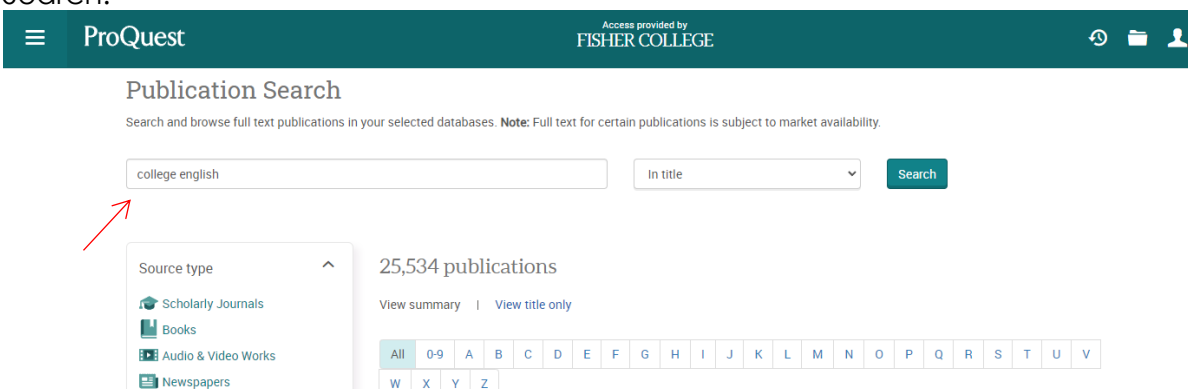 search.
ProQuest
Access provided by
FISHER COLLEGE
Publication Search
Search and browse full text publications in your selected databases. Note: Full text for certain publications is subject to market availability.
college english
In title
Search
Source type
Scholarly Journals
Books
Audio & Video Works
Newspapers
25,534 publications
View summary | View title only
All 0-9 A B C D E F G H I J K L M N O P Q R S T U V
W X Y Z